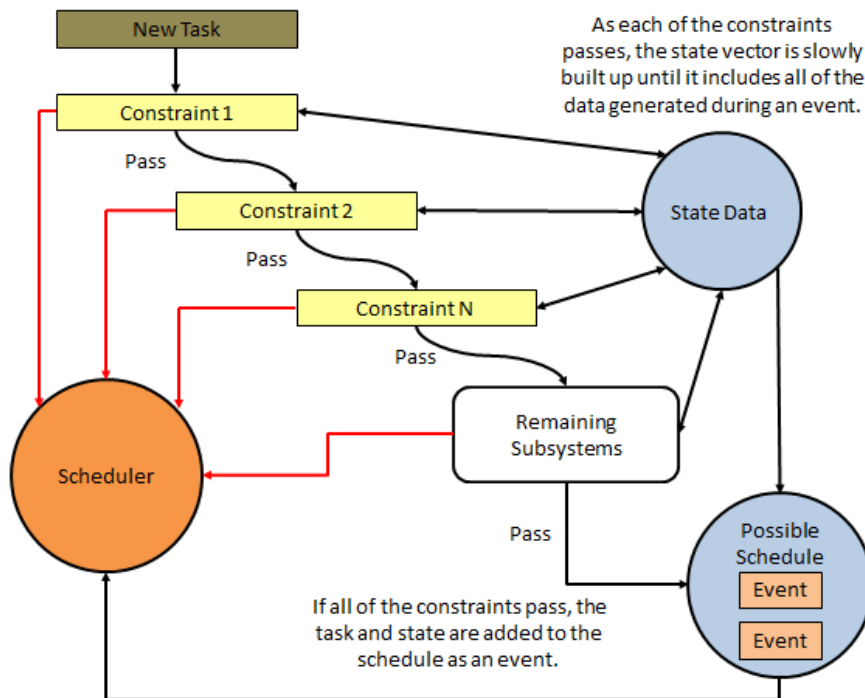 New Task
As each of the constraints
passes, the state vector is slowly
built up until it includes all of the
data generated during an event.
Constraint 1
Pass
Constraint 2
State Data
Pass
Constraint N
Pass
Remaining
Subsystems
Scheduler
Pass
Possible
Schedule
Event
Event
If all of the constraints pass, the
task and state are added to the
schedule as an event.